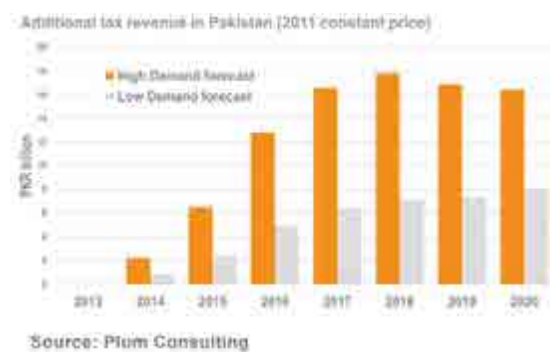 Additional tax revenue in Pakistan (2011 constant price)
High Demand forecast
Low Demand forecast
PKR billion
2013 2014 2015 2016 2017 2018 2019 2020
Source: Plum Consulting